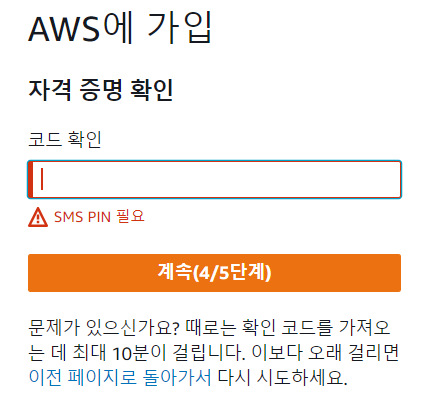 AWS에 가입
자격 증명 확인
코드 확인
SMS PIN 필요
계속(4/5단계)
문제가 있으신가요? 때로는 확인 코드를 가져오
는 데 최대 10분이 걸립니다. 이보다 오래 걸리면
이전 페이지로 돌아가서 다시 시도하세요.